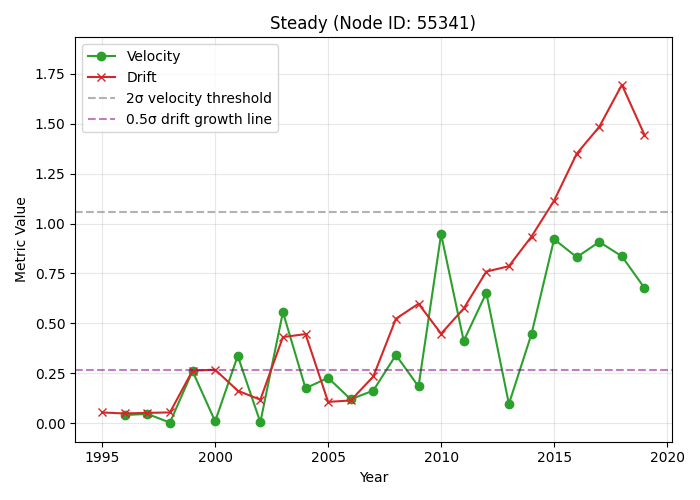 Steady (Node ID: 55341)
Velocity
Drift
2σ velocity threshold
0.5σ drift growth line
Metric Value
1.75
1.50
1.25
1.00
0.75
0.50
0.25
0.00
1995 2000 2005 2010 2015 2020
Year